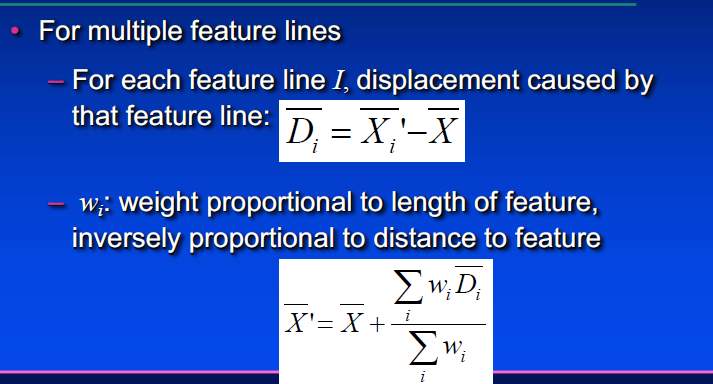 • For multiple feature lines
– For each feature line I, displacement caused by
that feature line: $\overline{D_i} = \overline{X_i}' - \overline{X}$
– $w_i$: weight proportional to length of feature,
inversely proportional to distance to feature
$\overline{X}' = \overline{X} + \frac{\sum_i w_i \overline{D_i}}{\sum_i w_i}$